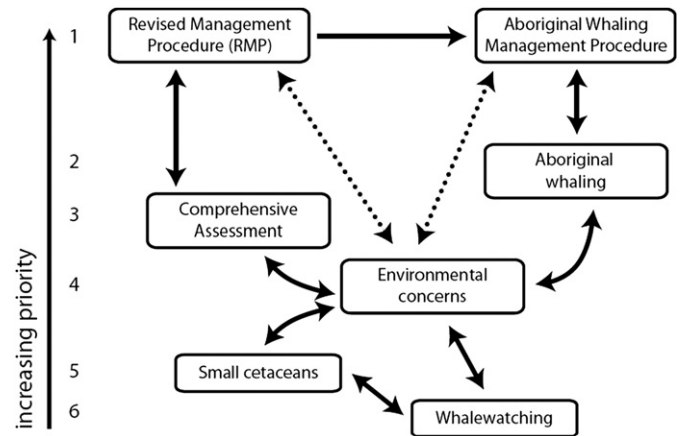 1
Revised Management
Procedure (RMP)
Aboriginal Whaling
Management Procedure
2
Aboriginal
whaling
3
Comprehensive
Assessment
4
Environmental
concerns
5
Small cetaceans
6
Whalewatching
increasing priority